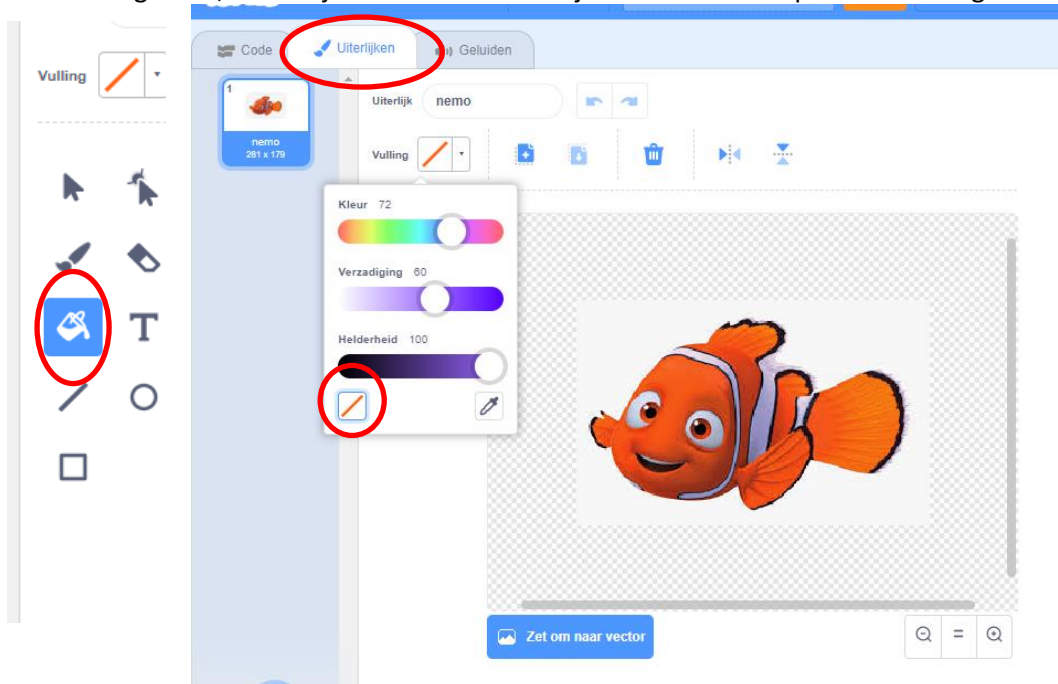 Vulling
Code
Uiterlijken
Geluiden
1
nemo
281 x 179
Uiterlijk nemo
Vulling
Kleur 72
Verzadiging 60
Helderheid 100
T
Zet om naar vector